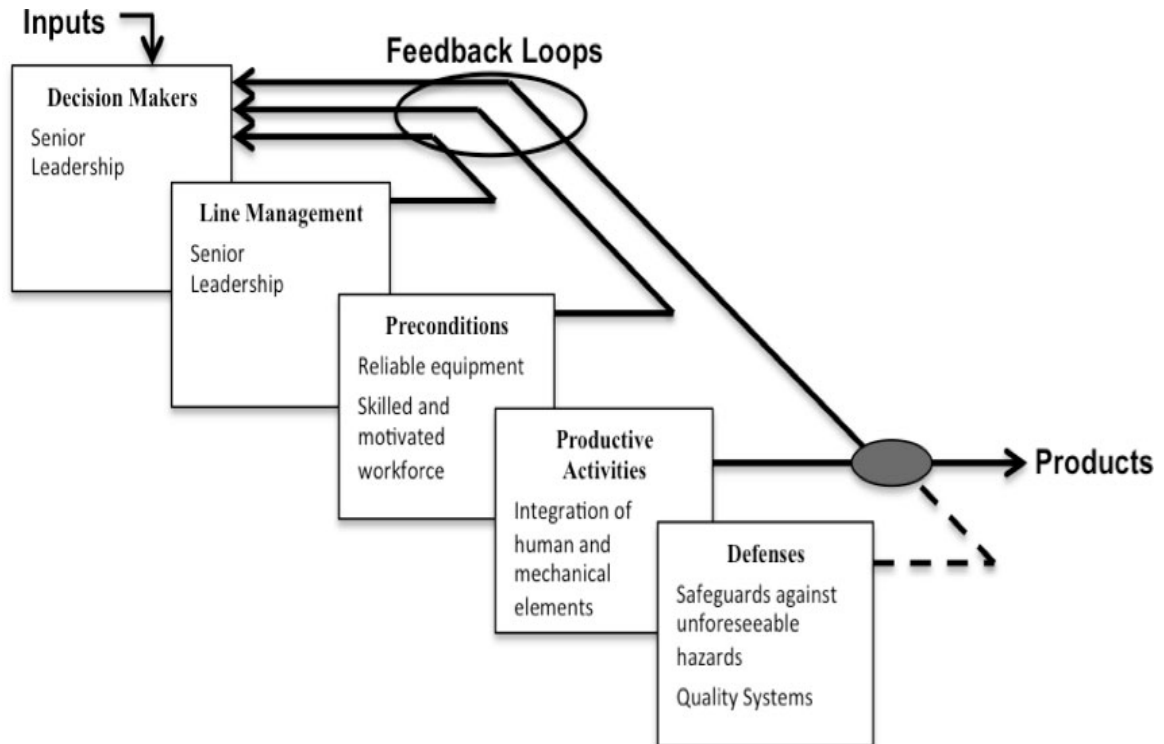 Inputs
Feedback Loops
Decision Makers
Senior
Leadership
Line Management
Senior
Leadership
Preconditions
Reliable equipment
Skilled and
motivated
workforce
Productive
Activities
Integration of
human and
mechanical
elements
Products
Defenses
Safeguards against
unforeseeable
hazards
Quality Systems